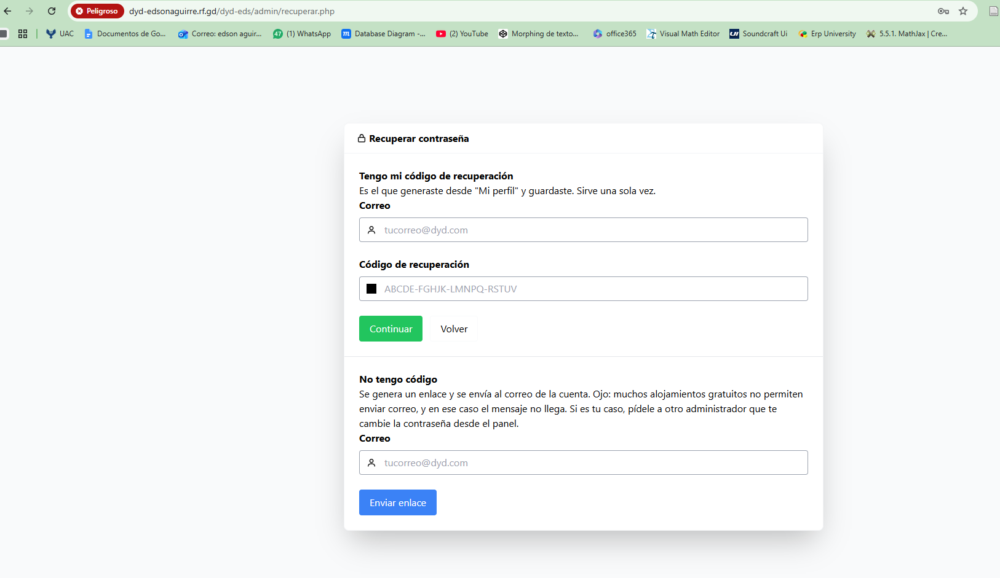 Peligroso dyd-edsonaguirre.rf.gd/dyd-eds/admin/recuperar.php
UAC Documentos de Go... Correo: edson aguir... 47 (1) WhatsApp m Database Diagram -... (2) YouTube Morphing de texto... office365 Visual Math Editor Ui Soundcraft Ui Erp University 5.5.1. MathJax | Cre...
Recuperar contraseña
Tengo mi código de recuperación
Es el que generaste desde "Mi perfil" y guardaste. Sirve una sola vez.
Correo
tucorreo@dyd.com
Código de recuperación
ABCDE-FGHJK-LMNPQ-RSTUV
Continuar Volver
No tengo código
Se genera un enlace y se envía al correo de la cuenta. Ojo: muchos alojamientos gratuitos no permiten
enviar correo, y en ese caso el mensaje no llega. Si es tu caso, pídele a otro administrador que te
cambie la contraseña desde el panel.
Correo
tucorreo@dyd.com
Enviar enlace